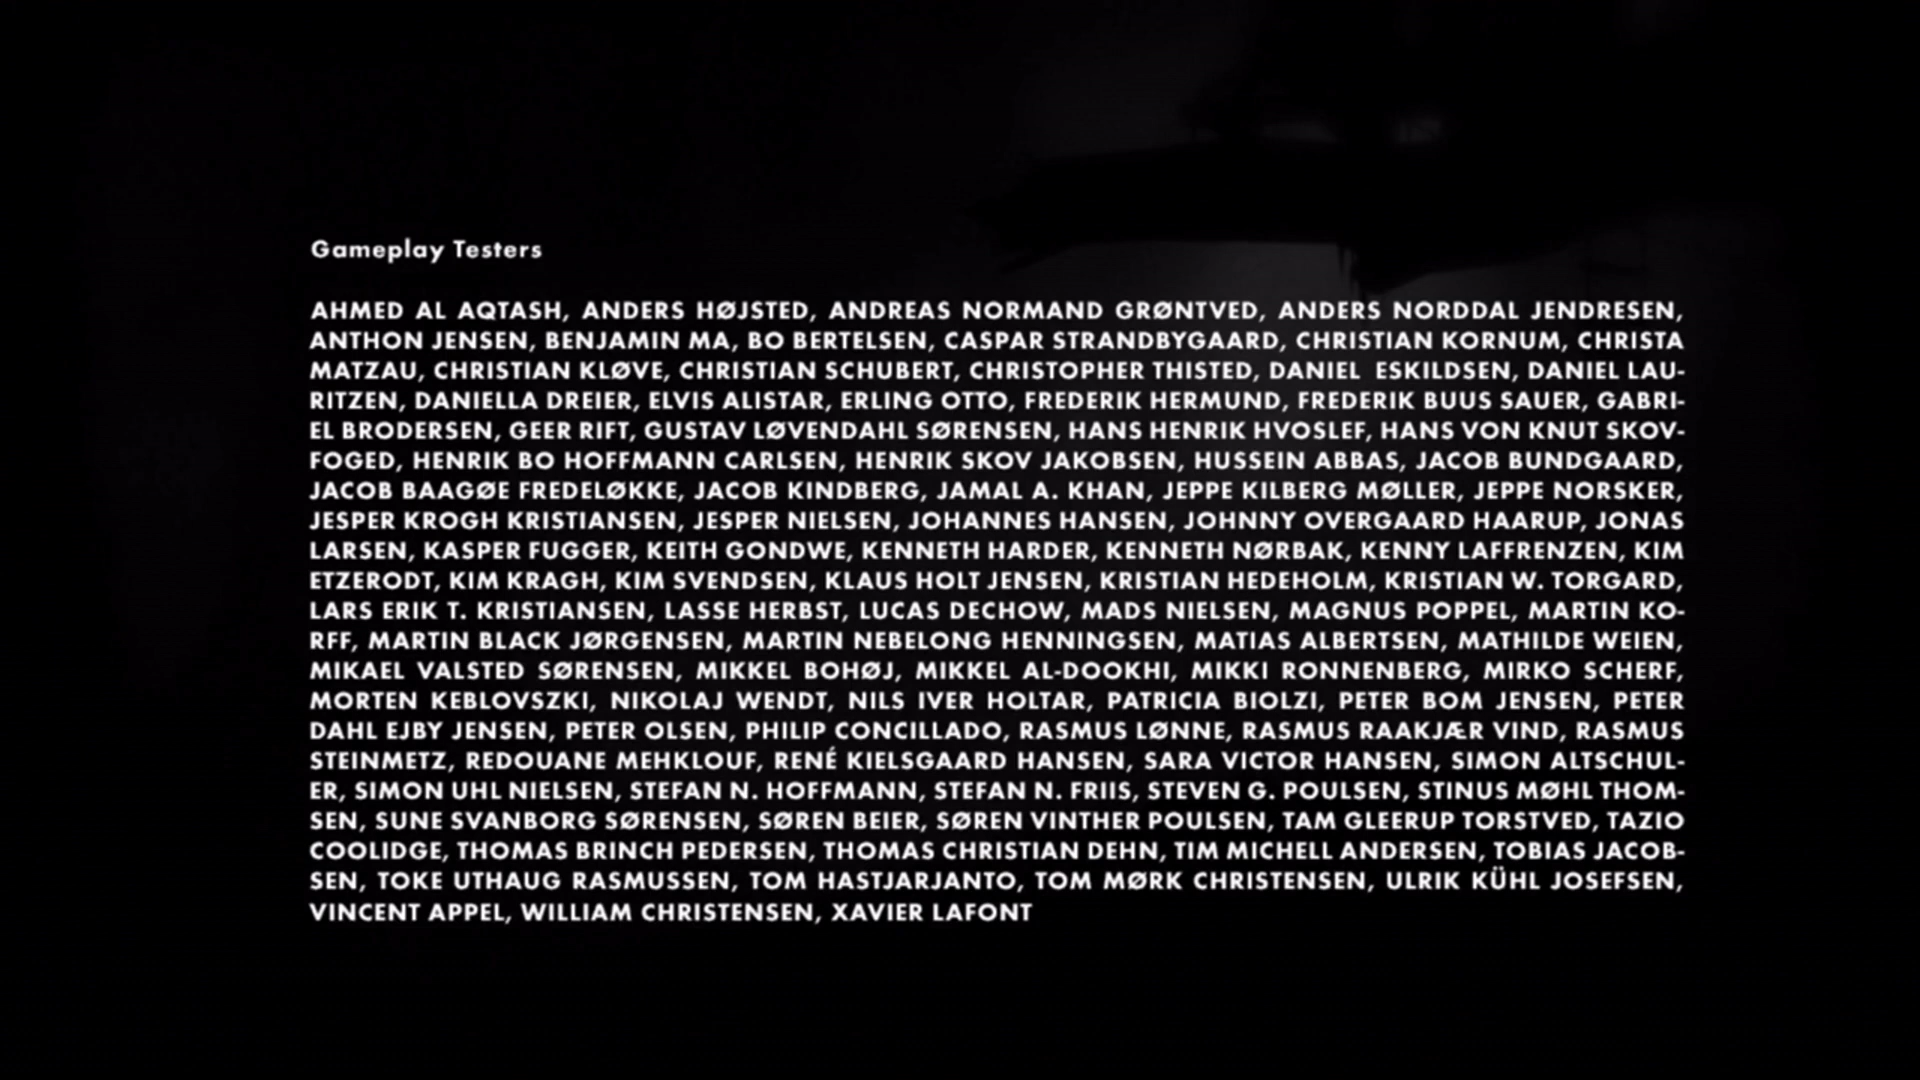 Gameplay Testers
AHMED AL AQTASH, ANDERS HØJSTED, ANDREAS NORMAND GRØNTVED, ANDERS NORDDAL JENDRESEN,
ANTHON JENSEN, BENJAMIN MA, BO BERTELSEN, CASPAR STRANDBYGAARD, CHRISTIAN KORNUM, CHRISTA
MATZAU, CHRISTIAN KLØVE, CHRISTIAN SCHUBERT, CHRISTOPHER THISTED, DANIEL  ESKILDSEN, DANIEL LAU-
RITZEN, DANIELLA DREIER, ELVIS ALISTAR, ERLING OTTO, FREDERIK HERMUND, FREDERIK BUUS SAUER, GABRI-
EL BRODERSEN, GEER RIFT, GUSTAV LØVENDAHL SØRENSEN, HANS HENRIK HVOSLEF, HANS VON KNUT SKOV-
FOGED, HENRIK BO HOFFMANN CARLSEN, HENRIK SKOV JAKOBSEN, HUSSEIN ABBAS, JACOB BUNDGAARD,
JACOB BAAGØE FREDELØKKE, JACOB KINDBERG, JAMAL A. KHAN, JEPPE KILBERG MØLLER, JEPPE NORSKER,
JESPER KROGH KRISTIANSEN, JESPER NIELSEN, JOHANNES HANSEN, JOHNNY OVERGAARD HAARUP, JONAS
LARSEN, KASPER FUGGER, KEITH GONDWE, KENNETH HARDER, KENNETH NØRBAK, KENNY LAFFRENZEN, KIM
ETZERODT, KIM KRAGH, KIM SVENDSEN, KLAUS HOLT JENSEN, KRISTIAN HEDEHOLM, KRISTIAN W. TORGARD,
LARS ERIK T. KRISTIANSEN, LASSE HERBST, LUCAS DECHOW, MADS NIELSEN, MAGNUS POPPEL, MARTIN KO-
RFF, MARTIN BLACK JØRGENSEN, MARTIN NEBELONG HENNINGSEN, MATIAS ALBERTSEN, MATHILDE WEIEN,
MIKAEL VALSTED SØRENSEN, MIKKEL BOHØJ, MIKKEL AL-DOOKHI, MIKKI RONNENBERG, MIRKO SCHERF,
MORTEN KEBLOVSZKI, NIKOLAJ WENDT, NILS IVER HOLTAR, PATRICIA BIOLZI, PETER BOM JENSEN, PETER
DAHL EJBY JENSEN, PETER OLSEN, PHILIP CONCILLADO, RASMUS LØNNE, RASMUS RAAKJÆR VIND, RASMUS
STEINMETZ, REDOUANE MEHKLOUF, RENÉ KIELSGAARD HANSEN, SARA VICTOR HANSEN, SIMON ALTSCHUL-
ER, SIMON UHL NIELSEN, STEFAN N. HOFFMANN, STEFAN N. FRIIS, STEVEN G. POULSEN, STINUS MØHL THOM-
SEN, SUNE SVANBORG SØRENSEN, SØREN BEIER, SØREN VINTHER POULSEN, TAM GLEERUP TORSTVED, TAZIO
COOLIDGE, THOMAS BRINCH PEDERSEN, THOMAS CHRISTIAN DEHN, TIM MICHELL ANDERSEN, TOBIAS JACOB-
SEN, TOKE UTHAUG RASMUSSEN, TOM HASTJARJANTO, TOM MØRK CHRISTENSEN, ULRIK KÜHL JOSEFSEN,
VINCENT APPEL, WILLIAM CHRISTENSEN, XAVIER LAFONT